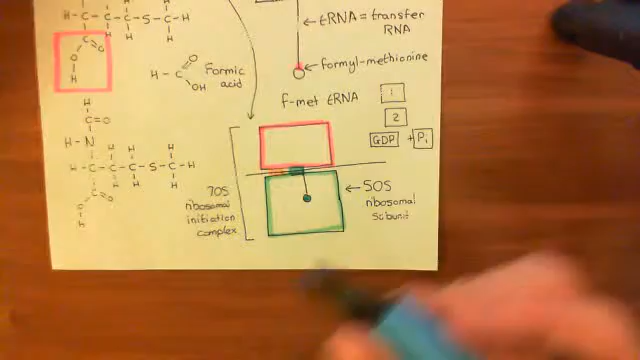 H-C-C-C-S-C-H
H
H
H
C
O
O
H
tRNA = transfer
RNA
formyl-methionine
H-C
O
OH
Formic
acid
f-met tRNA
1
2
GDP + Pi
H
C=O
H-N
H
H
H
H
H-C-C-C-S-C-H
H
H
H
C
O
O
H
70S
ribosomal
initiation
complex
50S
ribosomal
subunit